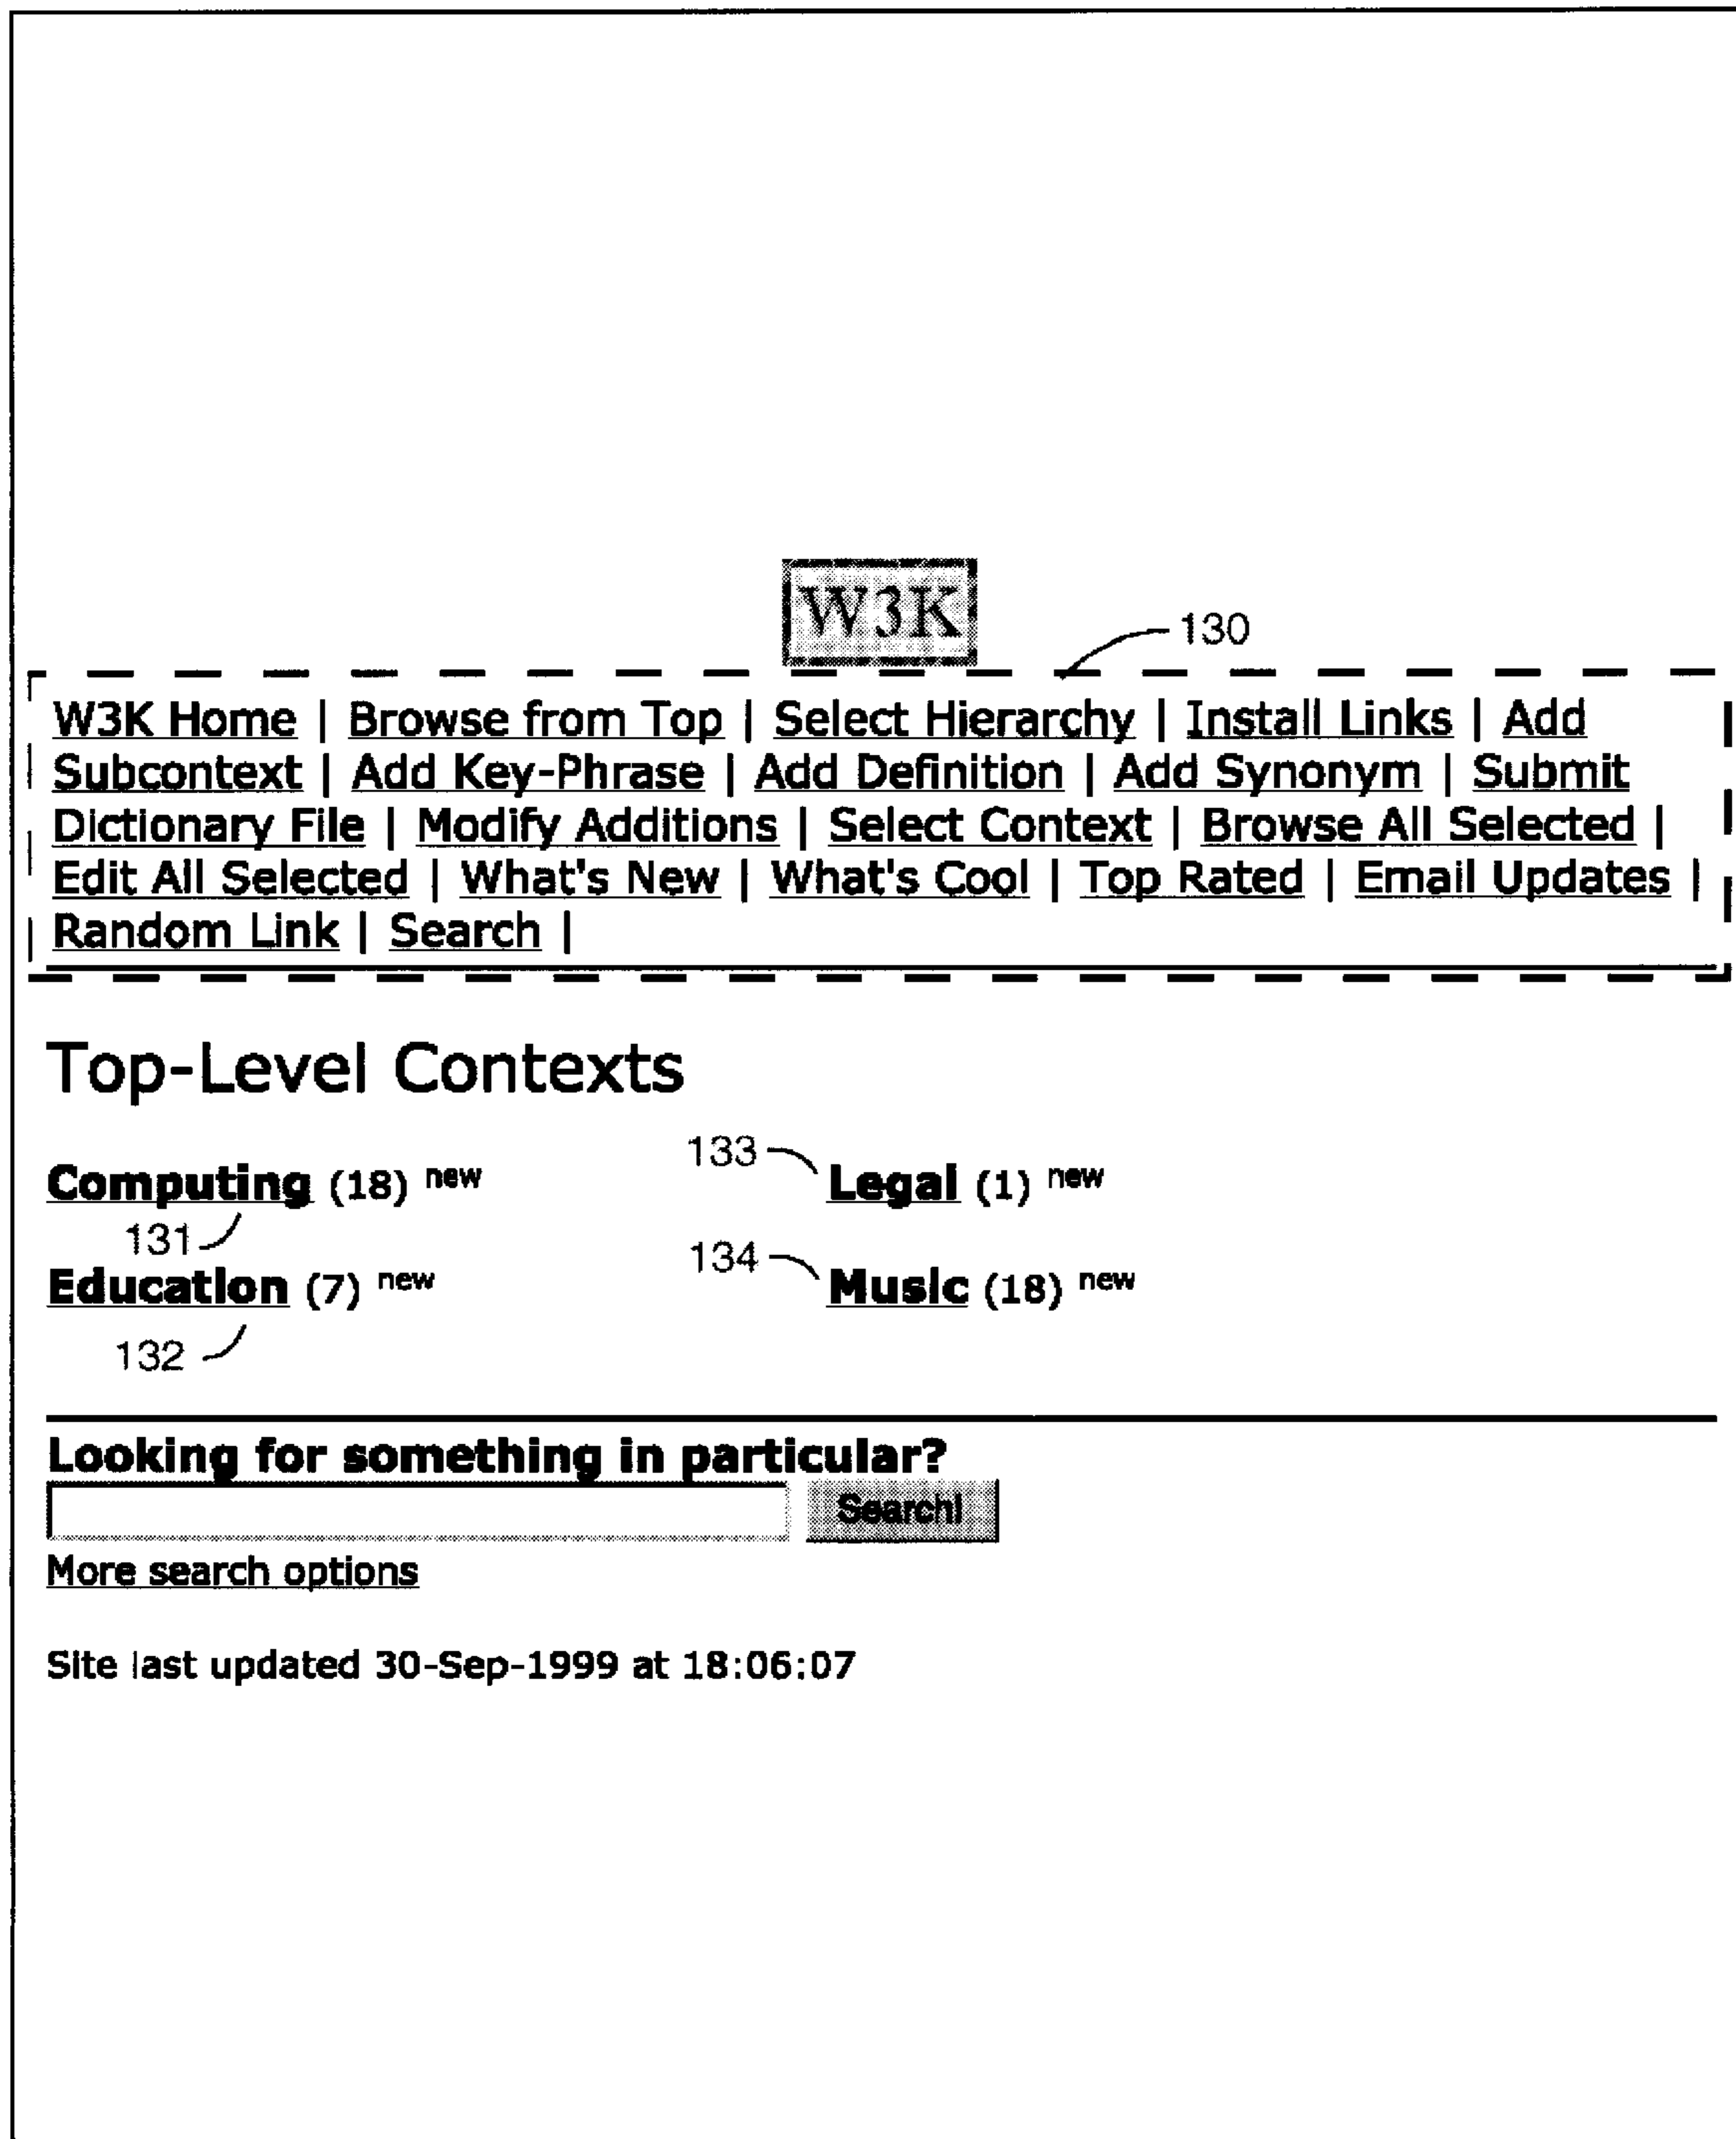 W3K
130
W3K Home | Browse from Top | Select Hierarchy | Install Links | Add
Subcontext | Add Key-Phrase | Add Definition | Add Synonym | Submit
Dictionary File | Modify Additions | Select Context | Browse All Selected |
Edit All Selected | What's New | What's Cool | Top Rated | Email Updates |
Random Link | Search |
Top-Level Contexts
133
Computing (18) new
Legal (1) new
131
134
Education (7) new
Music (18) new
132
Looking for something in particular?
Search!
More search options
Site last updated 30-Sep-1999 at 18:06:07